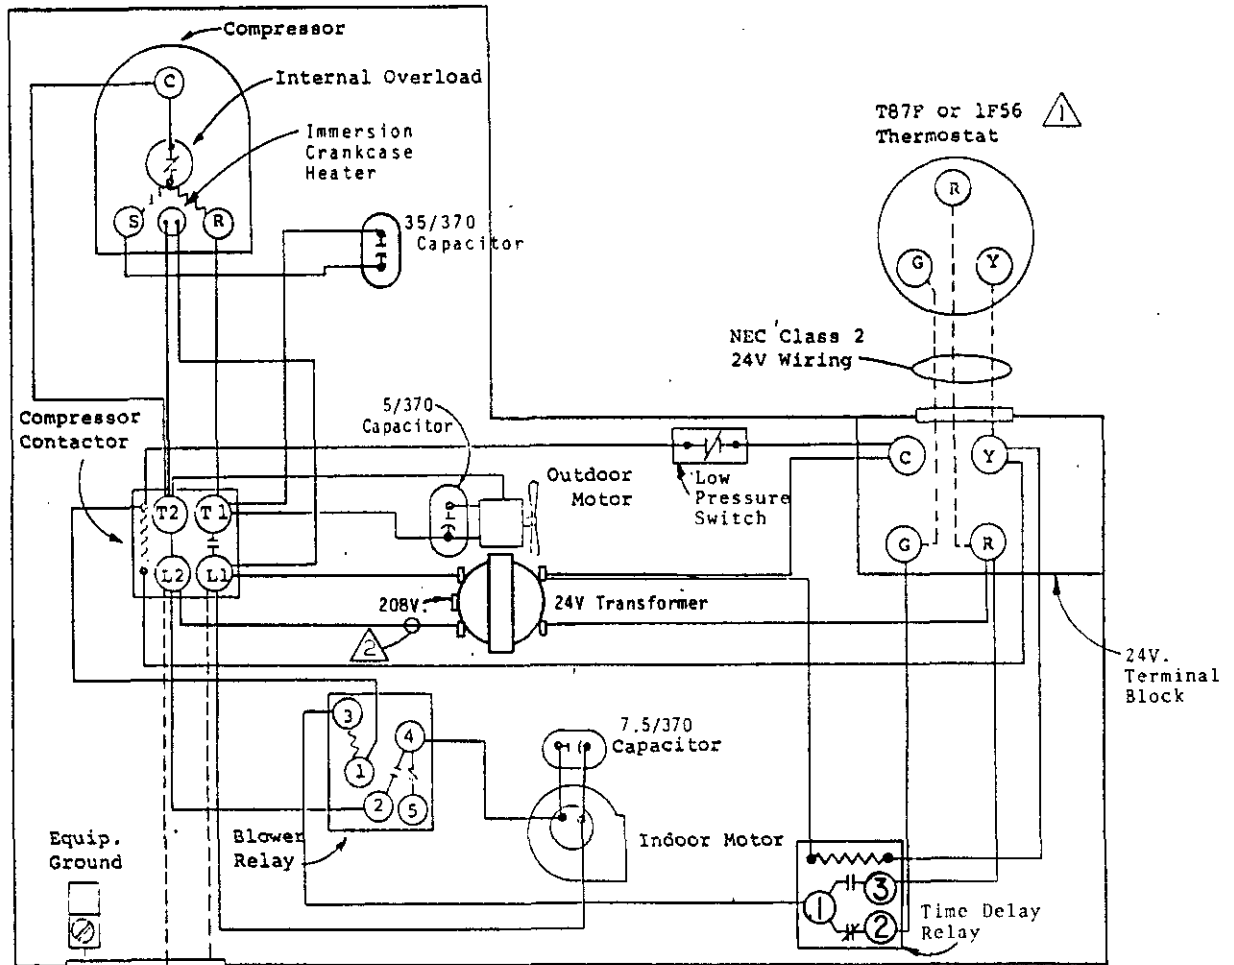 Compressor
C
Internal Overload
Immersion
Crankcase
Heater
S
R
35/370
Capacitor
T87F or 1F56
Thermostat
1
R
G
Y
NEC Class 2
24V Wiring
Compressor
Contactor
5/370
Capacitor
Outdoor
Motor
Low
Pressure
Switch
C
Y
G
R
T2
T1
L2
L1
208V.
24V Transformer
2
24V.
Terminal
Block
3
4
1
2
5
Blower
Relay
7.5/370
Capacitor
Indoor Motor
Equip.
Ground
1
3
2
Time Delay
Relay